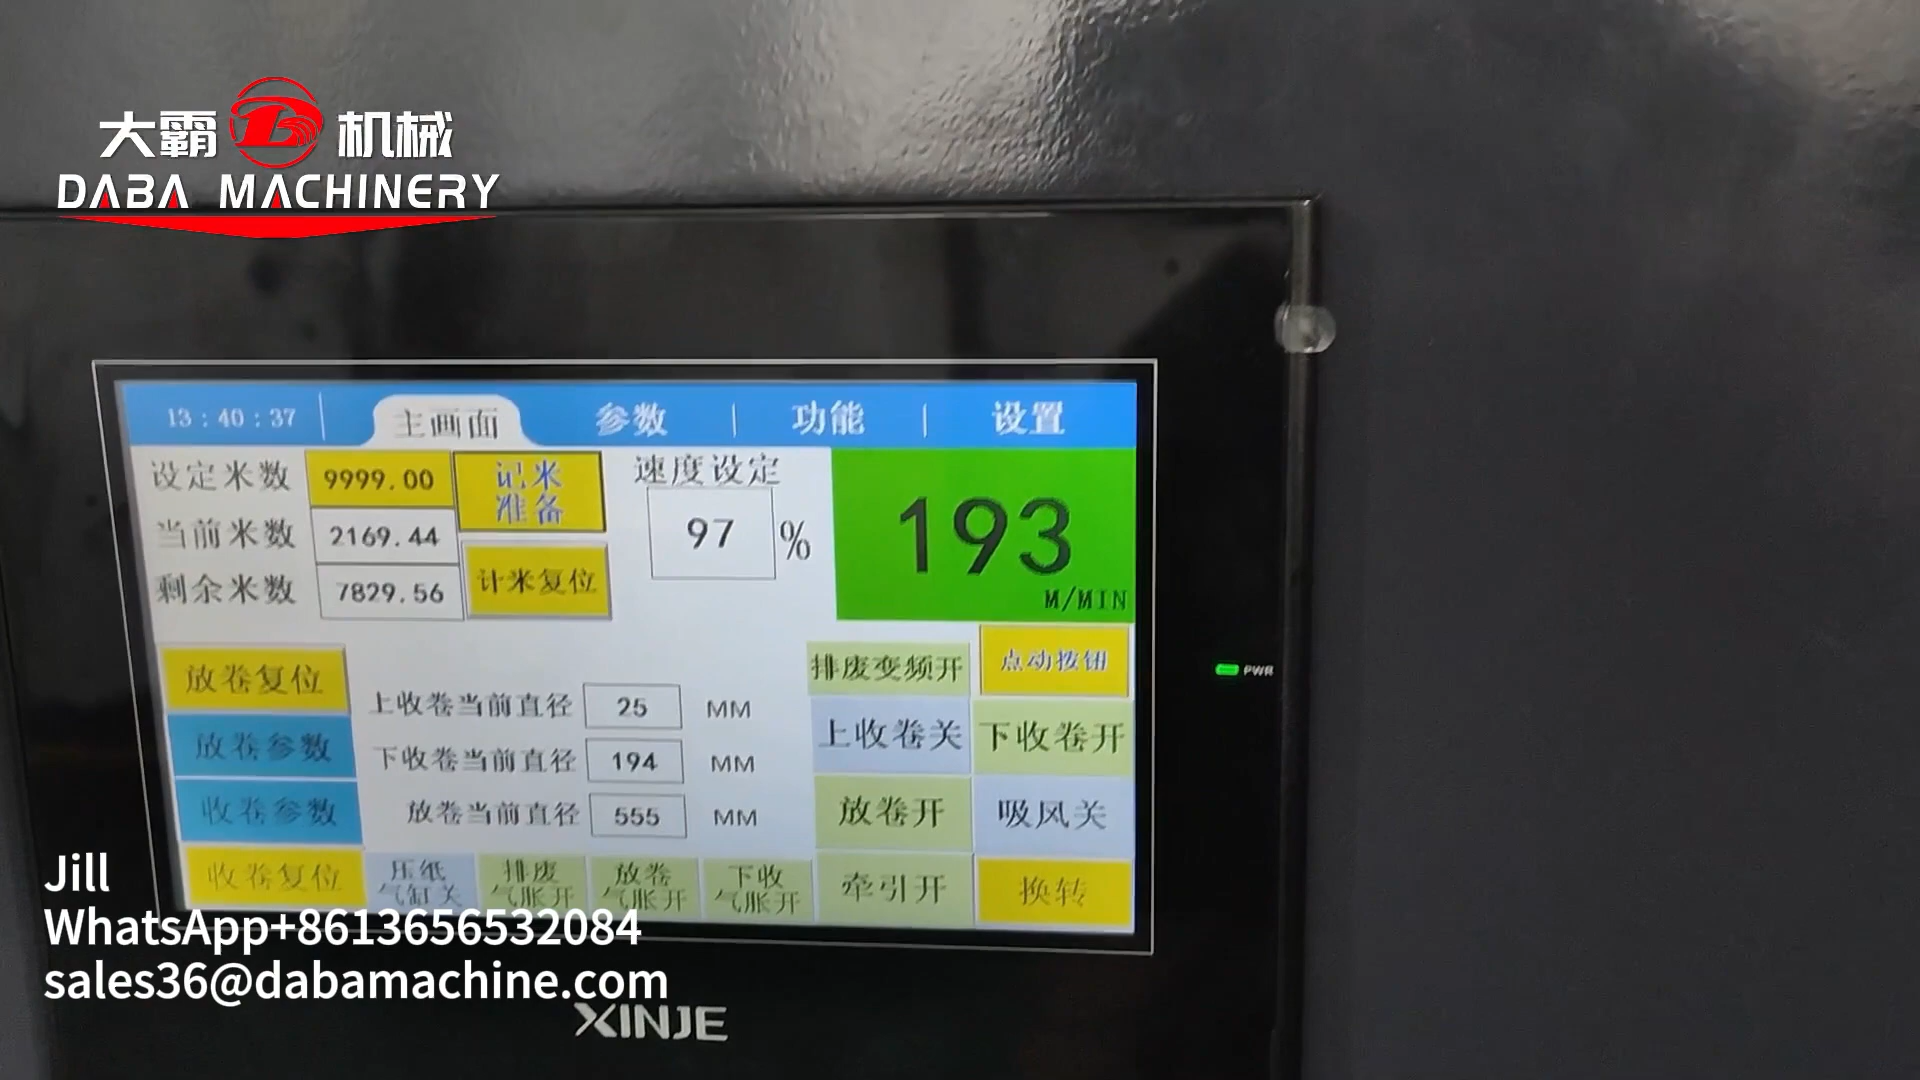 大霸 机械
DABA MACHINERY
13:40:37 主画面 参数 功能 设置
设定米数 9999.00 记米准备 速度设定
当前米数 2169.44 97 % 193
剩余米数 7829.56 计米复位 M/MIN
放卷复位 排废变频开 点动按钮
上收卷当前直径 25 MM
放卷参数 上收卷关 下收卷开
下收卷当前直径 194 MM
收卷参数 放卷当前直径 555 MM 放卷开 吸风关
收卷复位 压纸气缸关 排废气胀开 放卷气胀开 下收气胀开 牵引开 换转
PWR
Jill
WhatsApp+8613656532084
sales36@dabamachine.com
XINJE